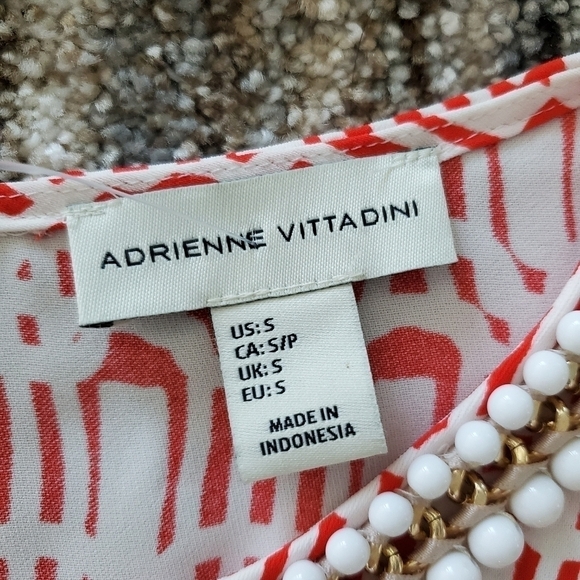 ADRIENNE VITTADINI
US: S
CA: S/P
UK: S
EU: S
MADE IN
INDONESIA